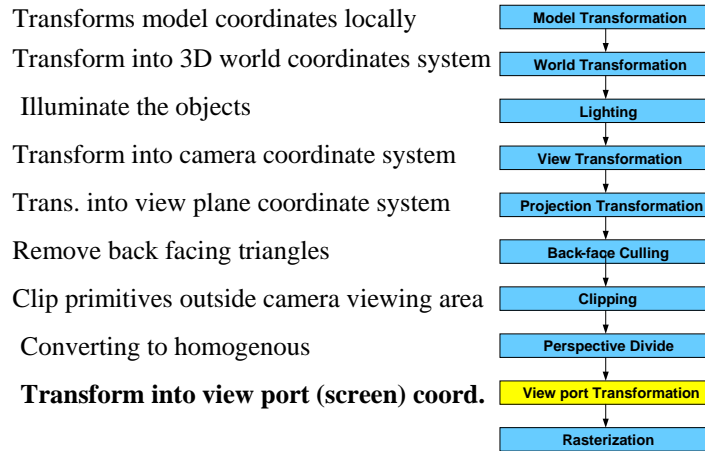 Transforms model coordinates locally Model Transformation
Transform into 3D world coordinates system World Transformation
Illuminate the objects Lighting
Transform into camera coordinate system View Transformation
Trans. into view plane coordinate system Projection Transformation
Remove back facing triangles Back-face Culling
Clip primitives outside camera viewing area Clipping
Converting to homogenous Perspective Divide
Transform into view port (screen) coord. View port Transformation
Rasterization